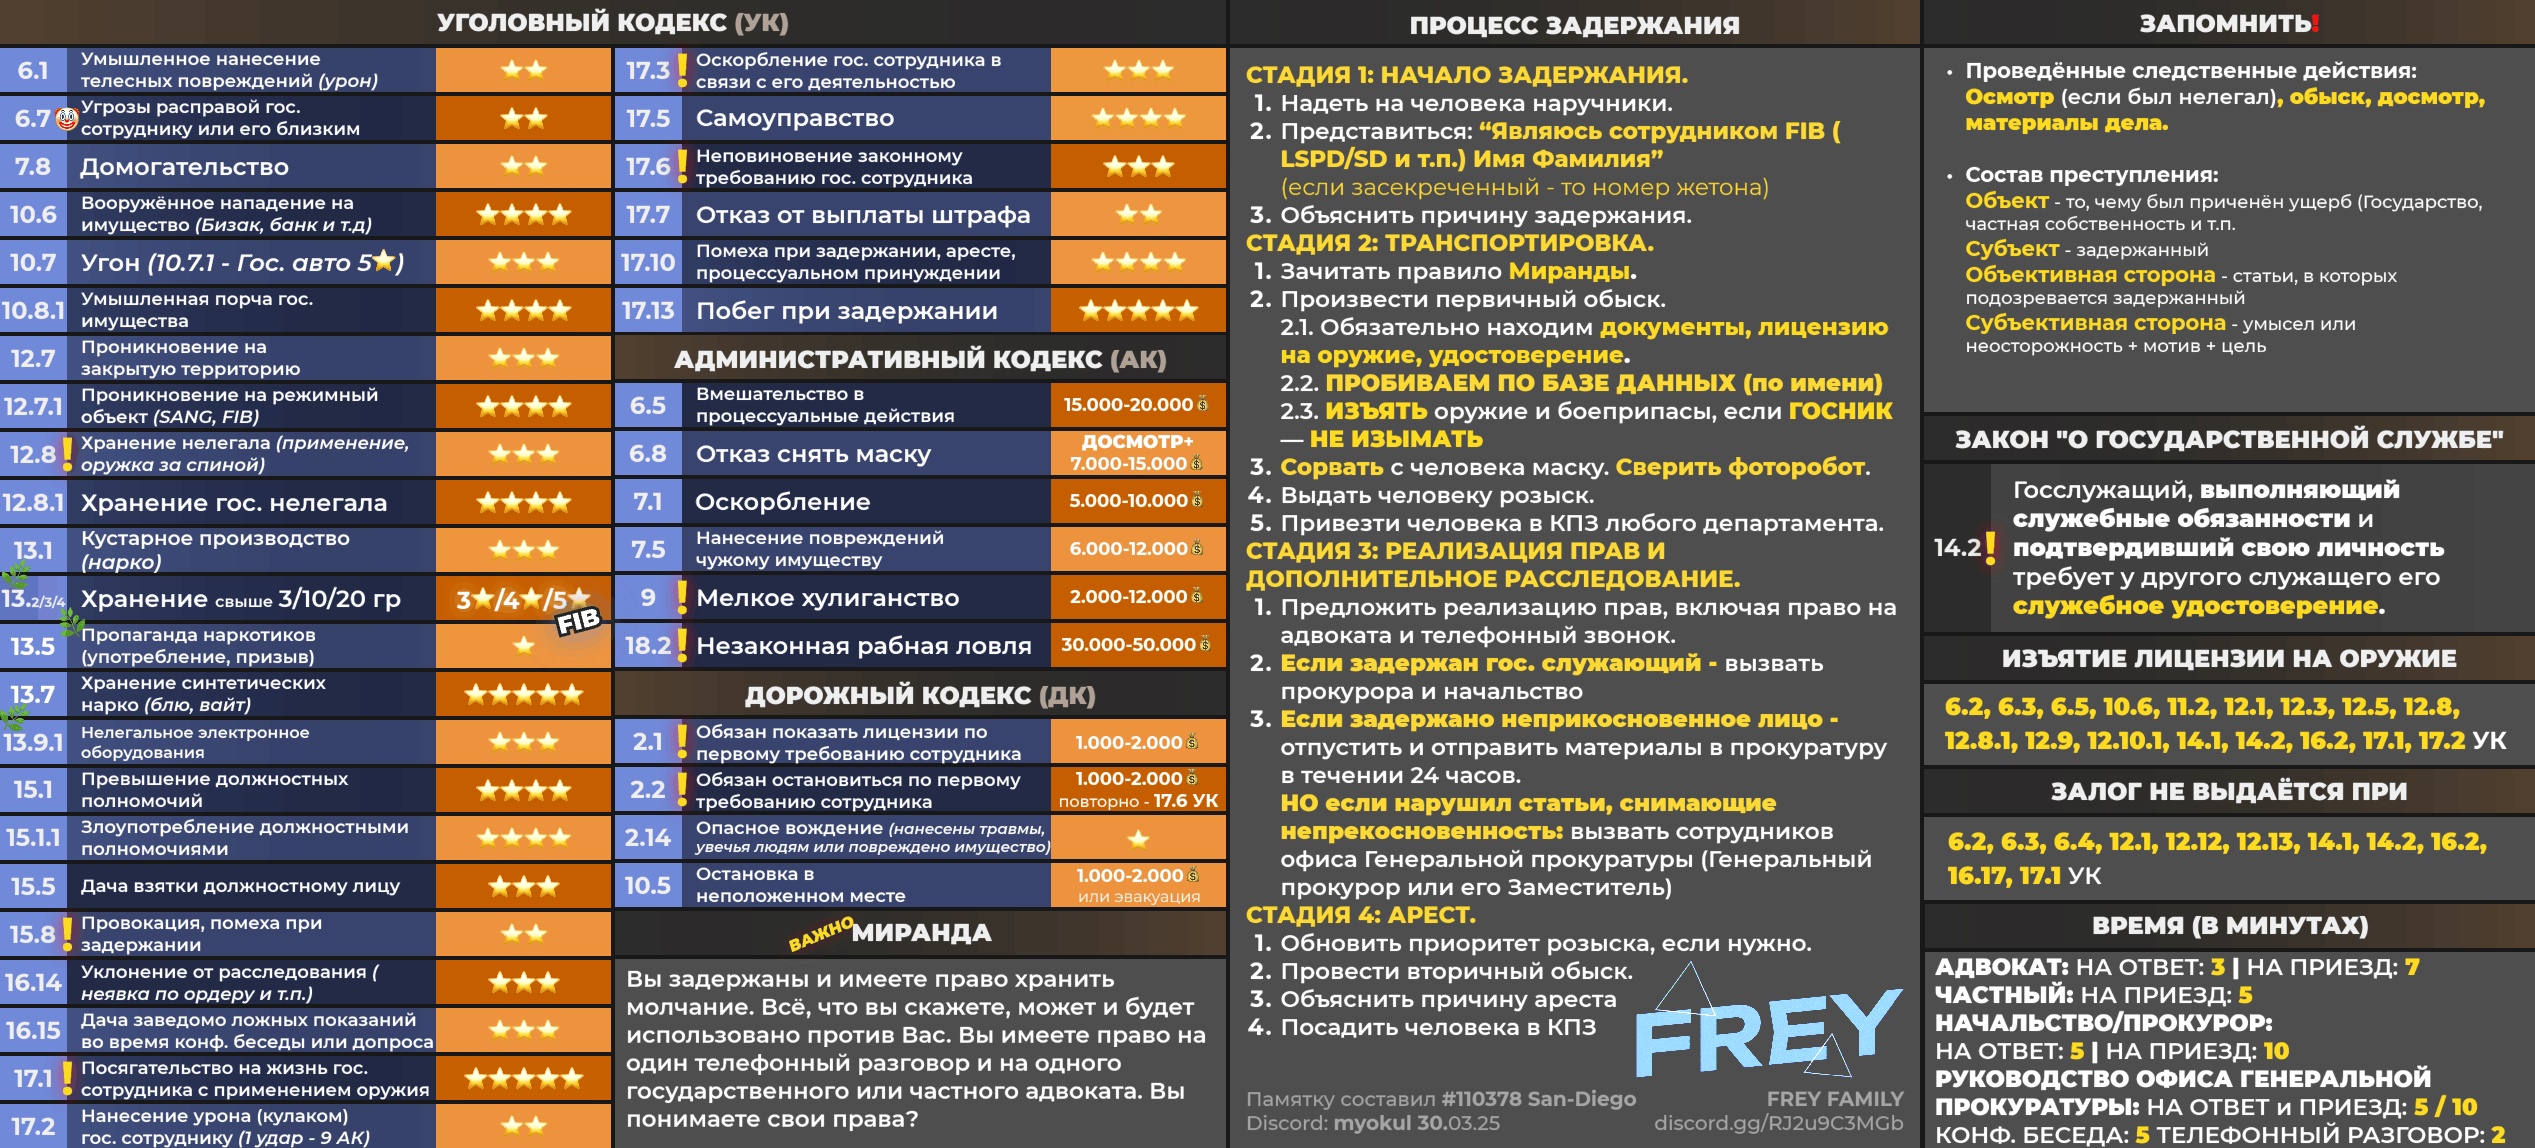 УГОЛОВНЫЙ КОДЕКС (УК)
6.1
Умышленное нанесение
телесных повреждений (урон)
6.7
Угрозы расправой гос.
сотруднику или его близким
7.8
Домогательство
10.6
Вооружённое нападение на
имущество (Бизак, банк и т.д)
10.7
Угон (10.7.1 - Гос. авто 5⭐)
10.8.1
Умышленная порча гос.
имущества
12.7
Проникновение на
закрытую территорию
12.7.1
Проникновение на режимный
объект (SANG, FIB)
12.8❗
Хранение нелегала (применение,
оружка за спиной)
12.8.1
Хранение гос. нелегала
13.1
Кустарное производство
(нарко)
13.2/3/4
Хранение свыше 3/10/20 гр
3⭐/4⭐/5⭐
FIB
13.5
Пропаганда наркотиков
(употребление, призыв)
13.7
Хранение синтетических
нарко (блю, вайт)
13.9.1
Нелегальное электронное
оборудования
15.1
Превышение должностных
полномочий
15.1.1
Злоупотребление должностными
полномочиями
15.5
Дача взятки должностному лицу
15.8❗
Провокация, помеха при
задержании
16.14
Уклонение от расследования (
неявка по ордеру и т.п.)
16.15
Дача заведомо ложных показаний
во время конф. беседы или допроса
17.1❗
Посягательство на жизнь гос.
сотрудника с применением оружия
17.2
Нанесение урона (кулаком)
гос. сотруднику (1 удар - 9 АК)
17.3❗
Оскорбление гос. сотрудника в
связи с его деятельностью
17.5
Самоуправство
17.6❗
Неповиновение законному
требованию гос. сотрудника
17.7
Отказ от выплаты штрафа
17.10
Помеха при задержании, аресте,
процессуальном принуждении
17.13
Побег при задержании
АДМИНИСТРАТИВНЫЙ КОДЕКС (АК)
6.5
Вмешательство в
процессуальные действия
15.000-20.000
6.8
Отказ снять маску
ДОСМОТР+
7.000-15.000
7.1
Оскорбление
5.000-10.000
7.5
Нанесение повреждений
чужому имуществу
6.000-12.000
9❗
Мелкое хулиганство
2.000-12.000
18.2❗
Незаконная рабная ловля
30.000-50.000
ДОРОЖНЫЙ КОДЕКС (ДК)
2.1❗
Обязан показать лицензии по
первому требованию сотрудника
1.000-2.000
2.2❗
Обязан остановиться по первому
требованию сотрудника
1.000-2.000
повторно - 17.6 УК
2.14
Опасное вождение (нанесены травмы,
увечья людям или повреждено имущество)
10.5
Остановка в
неположенном месте
1.000-2.000
или эвакуация
ВАЖНО
МИРАНДА
Вы задержаны и имеете право хранить
молчание. Всё, что вы скажете, может и будет
использовано против Вас. Вы имеете право на
один телефонный разговор и на одного
государственного или частного адвоката. Вы
понимаете свои права?
ПРОЦЕСС ЗАДЕРЖАНИЯ
СТАДИЯ 1: НАЧАЛО ЗАДЕРЖАНИЯ.
1. Надеть на человека наручники.
2. Представиться: “Являюсь сотрудником FIB (
LSPD/SD и т.п.) Имя Фамилия”
(если засекреченный - то номер жетона)
3. Объяснить причину задержания.
СТАДИЯ 2: ТРАНСПОРТИРОВКА.
1. Зачитать правило Миранды.
2. Произвести первичный обыск.
2.1. Обязательно находим документы, лицензию
на оружие, удостоверение.
2.2. ПРОБИВАЕМ ПО БАЗЕ ДАННЫХ (по имени)
2.3. ИЗЪЯТЬ оружие и боеприпасы, если ГОСНИК
— НЕ ИЗЫМАТЬ
3. Сорвать с человека маску. Сверить фоторобот.
4. Выдать человеку розыск.
5. Привезти человека в КПЗ любого департамента.
СТАДИЯ 3: РЕАЛИЗАЦИЯ ПРАВ И
ДОПОЛНИТЕЛЬНОЕ РАССЛЕДОВАНИЕ.
1. Предложить реализацию прав, включая право на
адвоката и телефонный звонок.
2. Если задержан гос. служающий - вызвать
прокурора и начальство
3. Если задержано неприкосновенное лицо -
отпустить и отправить материалы в прокуратуру
в течении 24 часов.
НО если нарушил статьи, снимающие
непрекосновенность: вызвать сотрудников
офиса Генеральной прокуратуры (Генеральный
прокурор или его Заместитель)
СТАДИЯ 4: АРЕСТ.
1. Обновить приоритет розыска, если нужно.
2. Провести вторичный обыск.
3. Объяснить причину ареста
4. Посадить человека в КПЗ
FREY
Памятку составил #110378 San-Diego
Discord: myokul 30.03.25
FREY FAMILY
discord.gg/RJ2u9C3MGb
ЗАПОМНИТЬ!
• Проведённые следственные действия:
Осмотр (если был нелегал), обыск, досмотр,
материалы дела.
• Состав преступления:
Объект - то, чему был приченён ущерб (Государство,
частная собственность и т.п.
Субъект - задержанный
Объективная сторона - статьи, в которых
подозревается задержанный
Субъективная сторона - умысел или
неосторожность + мотив + цель
ЗАКОН "О ГОСУДАРСТВЕННОЙ СЛУЖБЕ"
14.2❗
Госслужащий, выполняющий
служебные обязанности и
подтвердивший свою личность
требует у другого служащего его
служебное удостоверение.
ИЗЪЯТИЕ ЛИЦЕНЗИИ НА ОРУЖИЕ
6.2, 6.3, 6.5, 10.6, 11.2, 12.1, 12.3, 12.5, 12.8,
12.8.1, 12.9, 12.10.1, 14.1, 14.2, 16.2, 17.1, 17.2 УК
ЗАЛОГ НЕ ВЫДАЁТСЯ ПРИ
6.2, 6.3, 6.4, 12.1, 12.12, 12.13, 14.1, 14.2, 16.2,
16.17, 17.1 УК
ВРЕМЯ (В МИНУТАХ)
АДВОКАТ: НА ОТВЕТ: 3 | НА ПРИЕЗД: 7
ЧАСТНЫЙ: НА ПРИЕЗД: 5
НАЧАЛЬСТВО/ПРОКУРОР:
НА ОТВЕТ: 5 | НА ПРИЕЗД: 10
РУКОВОДСТВО ОФИСА ГЕНЕРАЛЬНОЙ
ПРОКУРАТУРЫ: НА ОТВЕТ и ПРИЕЗД: 5 / 10
КОНФ. БЕСЕДА: 5 ТЕЛЕФОННЫЙ РАЗГОВОР: 2